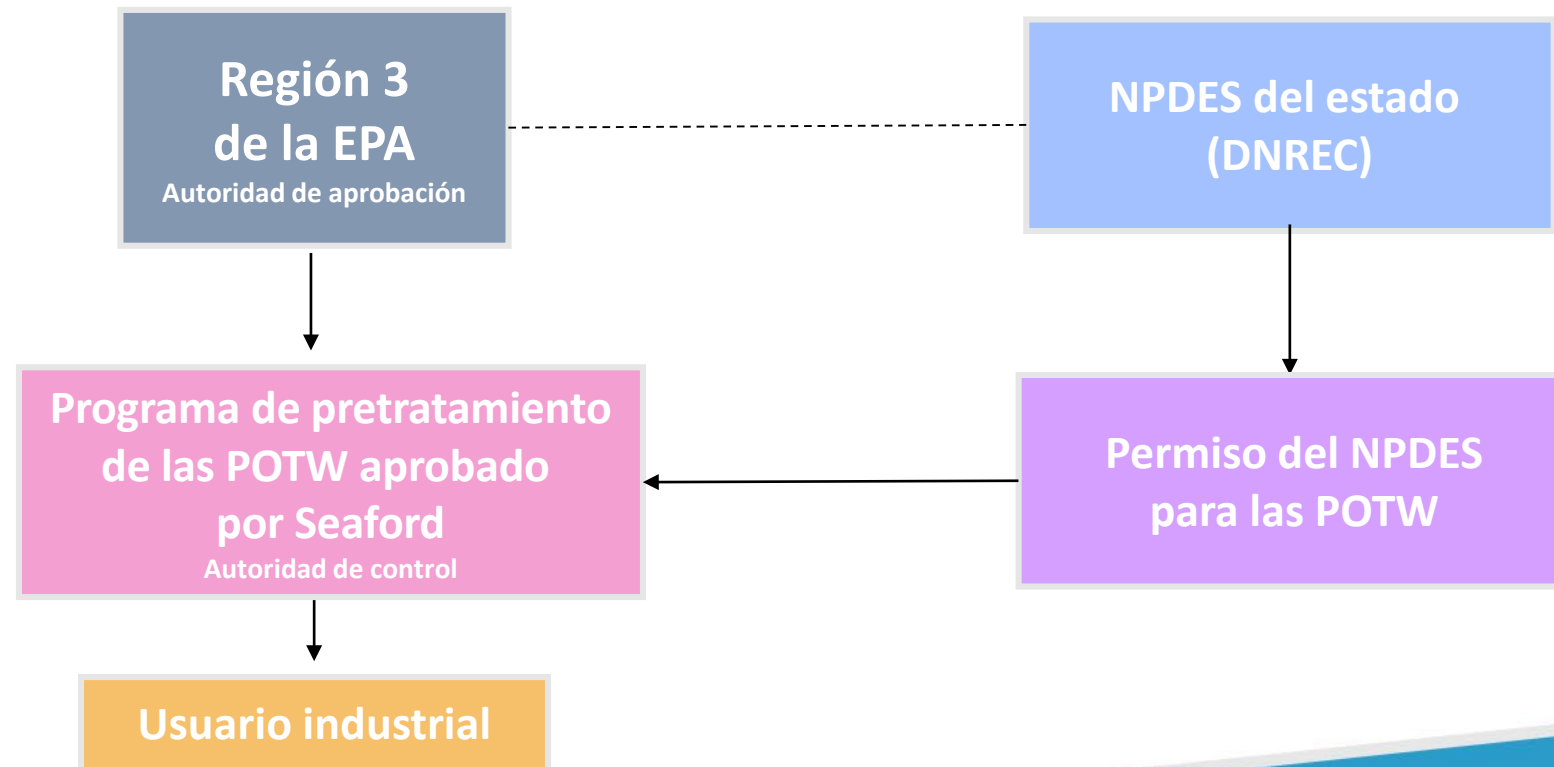 Región 3
de la EPA
Autoridad de aprobación
NPDES del estado
(DNREC)
Programa de pretratamiento
de las POTW aprobado
por Seaford
Autoridad de control
Permiso del NPDES
para las POTW
Usuario industrial